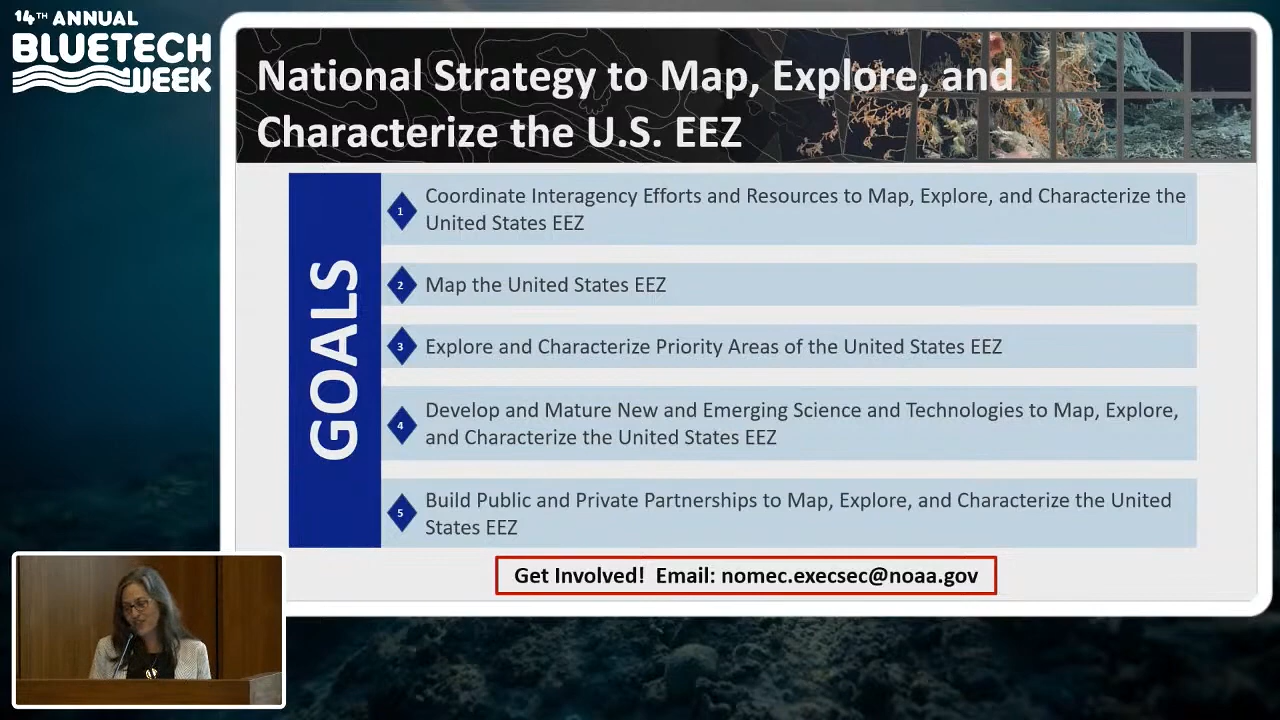 14TH ANNUAL
BLUETECH
WEEK
National Strategy to Map, Explore, and
Characterize the U.S. EEZ
GOALS
1
Coordinate Interagency Efforts and Resources to Map, Explore, and Characterize the
United States EEZ
2
Map the United States EEZ
3
Explore and Characterize Priority Areas of the United States EEZ
4
Develop and Mature New and Emerging Science and Technologies to Map, Explore,
and Characterize the United States EEZ
5
Build Public and Private Partnerships to Map, Explore, and Characterize the United
States EEZ
Get Involved! Email: nomec.execsec@noaa.gov